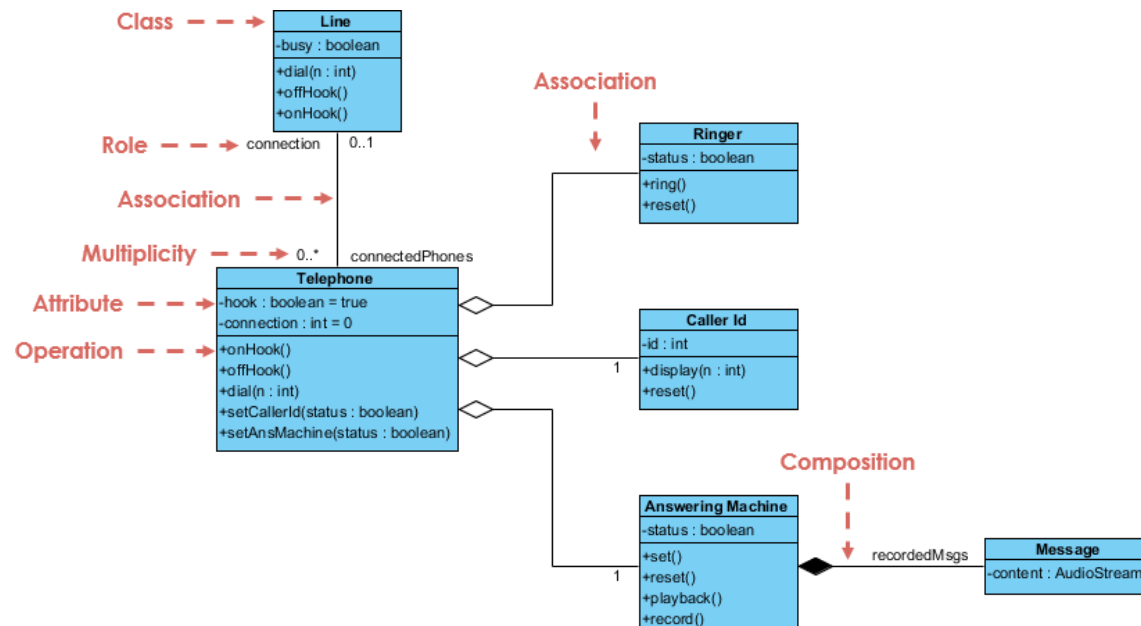 Class
Line
-busy : boolean
+dial(n : int)
+offHook()
+onHook()
Role
connection
0..1
Association
Multiplicity
0..*
connectedPhones
Association
Ringer
-status : boolean
+ring()
+reset()
Telephone
Attribute
-hook : boolean = true
-connection : int = 0
Operation
+onHook()
+offHook()
+dial(n : int)
+setCallerId(status : boolean)
+setAnsMachine(status : boolean)
Caller Id
-id : int
+display(n : int)
+reset()
1
Composition
Answering Machine
-status : boolean
+set()
+reset()
+playback()
+record()
1
recordedMsgs
Message
-content : AudioStream